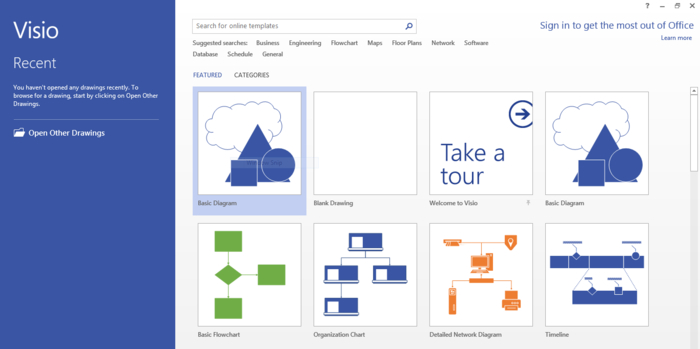 Visio
Recent
You haven't opened any drawings recently. To
browse for a drawing, start by clicking on Open Other
Drawings.
Open Other Drawings
?
Sign in to get the most out of Office
Learn more
Search for online templates
Suggested searches: Business Engineering Flowchart Maps Floor Plans Network Software
Database Schedule General
FEATURED CATEGORIES
Take a
tour
Basic Diagram Blank Drawing Welcome to Visio Basic Diagram
Basic Flowchart Organization Chart Detailed Network Diagram Timeline